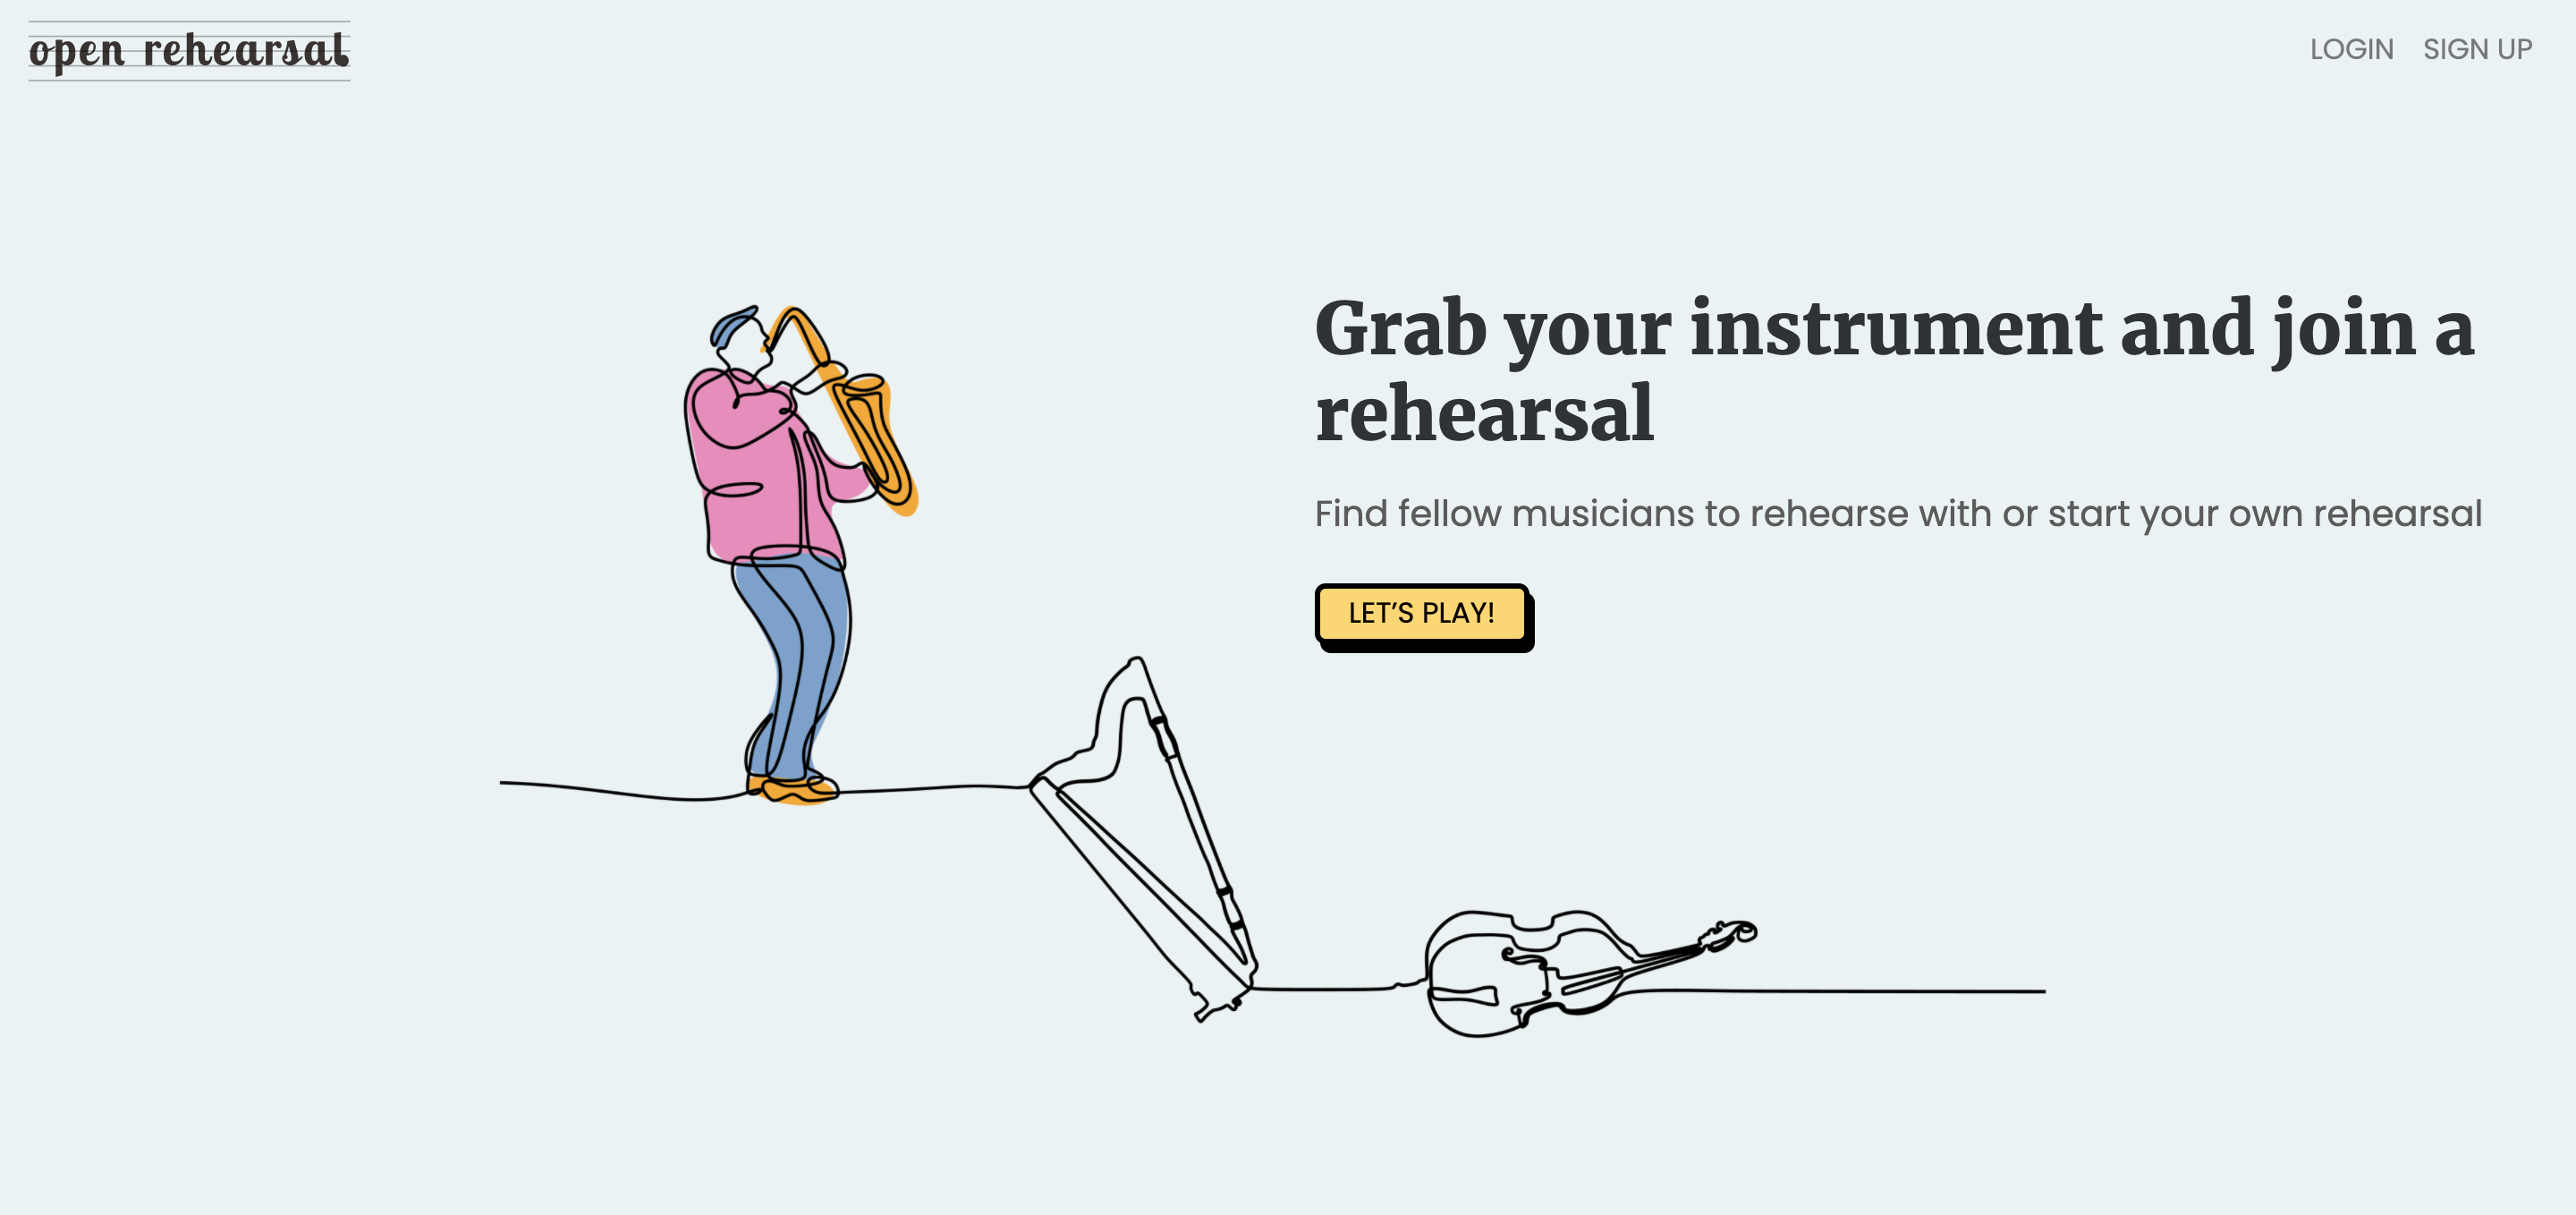 open rehearsal
LOGIN SIGN UP
Grab your instrument and join a
rehearsal
Find fellow musicians to rehearse with or start your own rehearsal
LET’S PLAY!